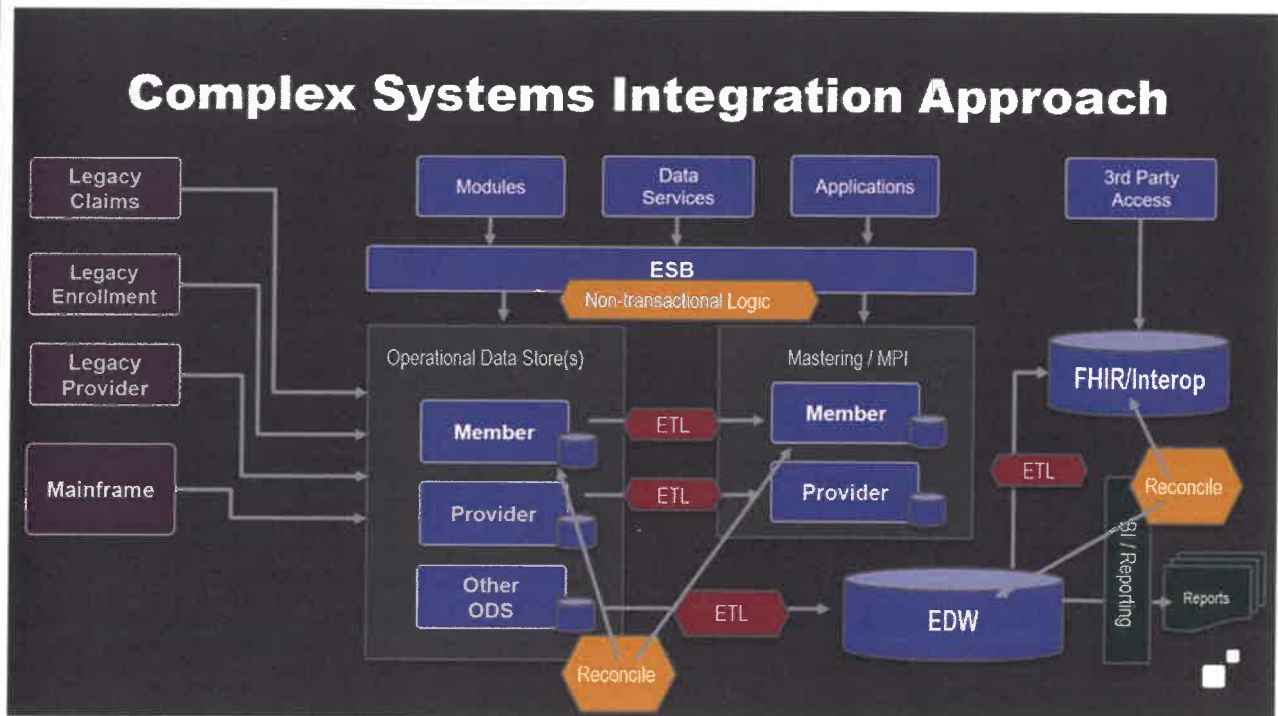 Complex Systems Integration Approach
Legacy
Claims
Legacy
Enrollment
Legacy
Provider
Mainframe
Modules
Data
Services
Applications
3rd Party
Access
ESB
Non-transactional Logic
Operational Data Store(s)
Member
Provider
Other
ODS
ETL
ETL
Mastering / MPI
Member
Provider
FHIR/Interop
ETL
Reconcile
BI / Reporting
Reports
ETL
EDW
Reconcile